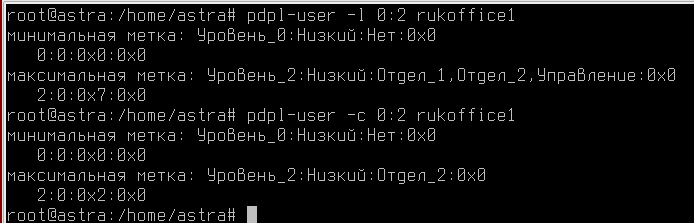 root@astra:/home/astra# pdpl-user -l 0:2 rukoffice1
минимальная метка: Уровень_0:Низкий:Нет:0x0
0:0:0x0:0x0
максимальная метка: Уровень_2:Низкий:Отдел_1,Отдел_2,Управление:0x0
2:0:0x7:0x0
root@astra:/home/astra# pdpl-user -c 0:2 rukoffice1
минимальная метка: Уровень_0:Низкий:Нет:0x0
0:0:0x0:0x0
максимальная метка: Уровень_2:Низкий:Отдел_2:0x0
2:0:0x2:0x0
root@astra:/home/astra#